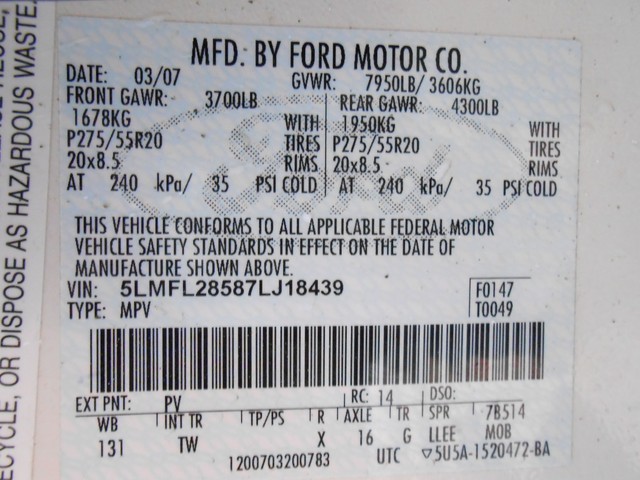 MFD. BY FORD MOTOR CO.
DATE: 03/07 GVWR: 7950LB/ 3606KG
FRONT GAWR: 3700LB REAR GAWR: 4300LB
1678KG WITH 1950KG WITH
P275/55R20 TIRES P275/55R20 TIRES
20x8.5 RIMS 20x8.5 RIMS
AT 240 kPa/ 35 PSI COLD AT 240 kPa/ 35 PSI COLD
Ford
THIS VEHICLE CONFORMS TO ALL APPLICABLE FEDERAL MOTOR
VEHICLE SAFETY STANDARDS IN EFFECT ON THE DATE OF
MANUFACTURE SHOWN ABOVE.
VIN: 5LMFL28587LJ18439 F0147
TYPE: MPV T0049
EXT PNT: PV RC: 14 DSO:
WB INT TR TP/PS R AXLE TR SPR 7B514
131 TW X 16 G LLEE MOB
1200703200783 UTC ▽5U5A-1520472-BA
OR DISPOSE AS HAZARDOUS WASTE.